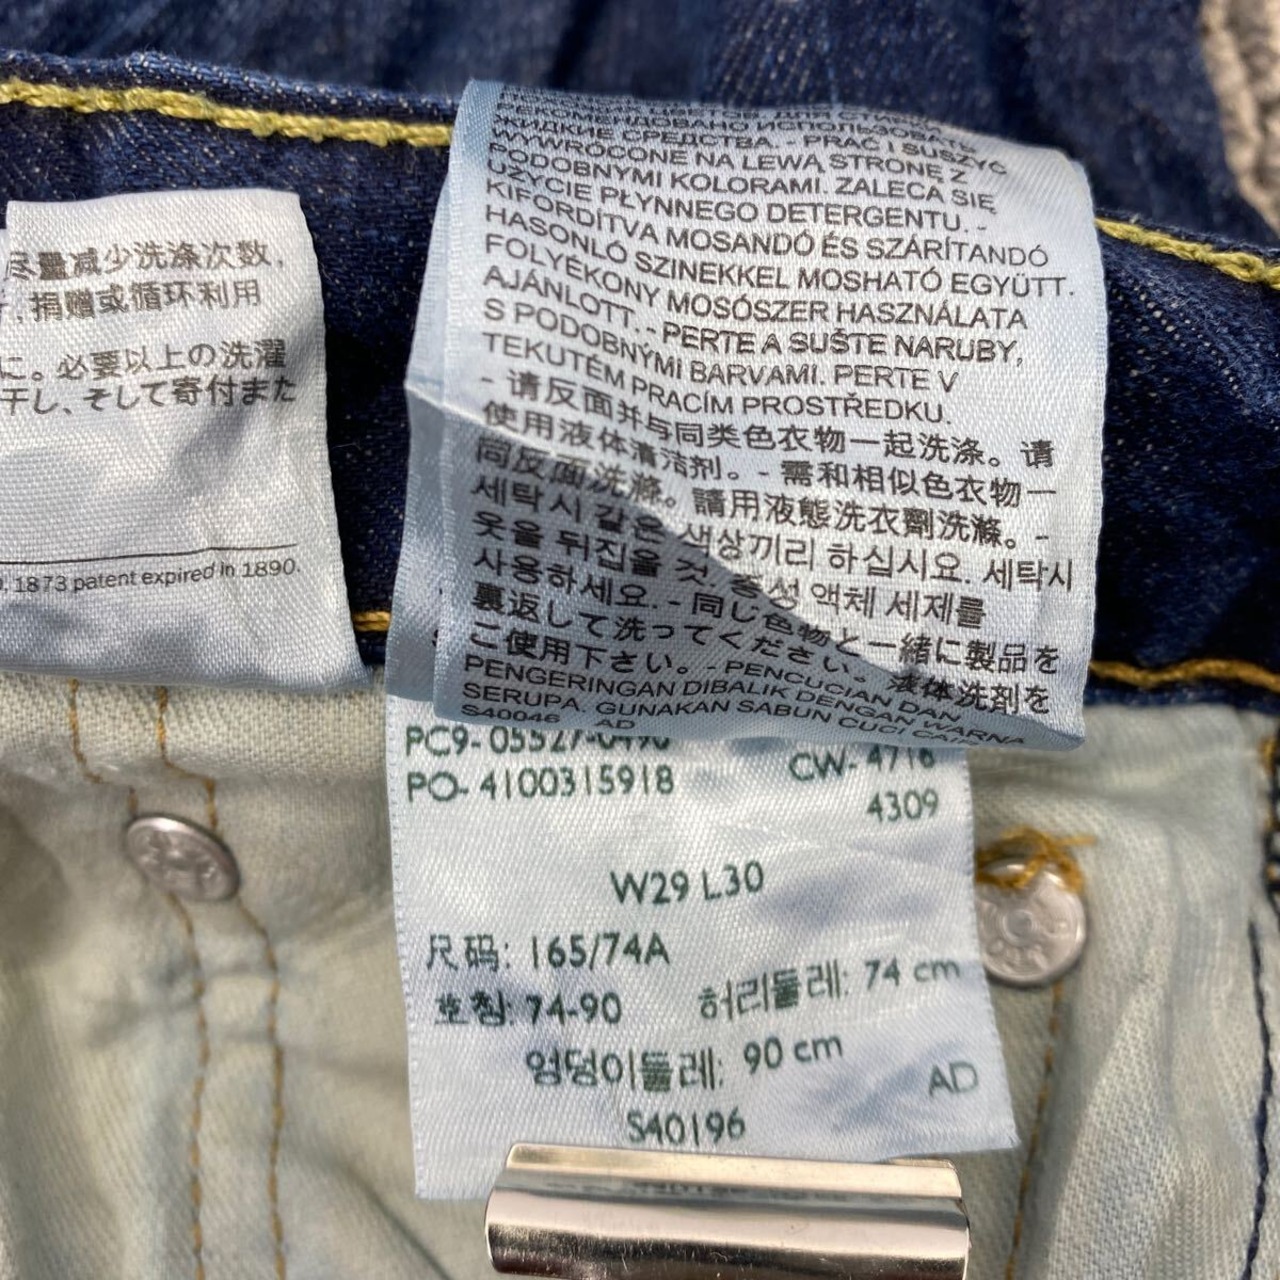 尽量减少洗涤次数，
捐赠或循环利用
に。必要以上の洗濯
干し、そして寄付また
1873 patent expired in 1890.
РЕКОМЕНДОВАНО ИСПОЛЬЗОВАТЬ
ЖИДКИЕ СРЕДСТВА. - PRAĆ I SUSZYĆ
WYWRÓCONE NA LEWĄ STRONĘ Z
PODOBNYMI KOLORAMI. ZALECA SIĘ
UŻYCIE PŁYNNEGO DETERGENTU. -
KIFORDÍTVA MOSANDÓ ÉS SZÁRÍTANDÓ
HASONLÓ SZINEKKEL MOSHATÓ EGYÜTT.
FOLYÉKONY MOSÓSZER HASZNÁLATA
AJÁNLOTT. - PERTE A SUŠTE NARUBY,
S PODOBNÝMI BARVAMI. PERTE V
TEKUTÉM PRACÍM PROSTŘEDKU.
- 请反面并与同类色衣物一起洗涤。请
使用液体清洁剂。- 需和相似色衣物一
同反面洗滌。請用液態洗衣劑洗滌。-
세탁시 같은 색상끼리 하십시요. 세탁시
옷을 뒤집을 것. 중성 액체 세제를
사용하세요. - 同じ色物と一緒に製品を
裏返して洗ってください。液体洗剤を
ご使用下さい。- PENCUCIAN DAN
PENGERINGAN DIBALIK DENGAN WARNA
SERUPA. GUNAKAN SABUN CUCI CAIR
S40046 AD
PC9- 05527-0490
CW- 4716
PO- 4100315918
4309
W29 L30
尺码: 165/74A
호칭: 74-90 허리둘레: 74 cm
엉덩이둘레: 90 cm
AD
S40196